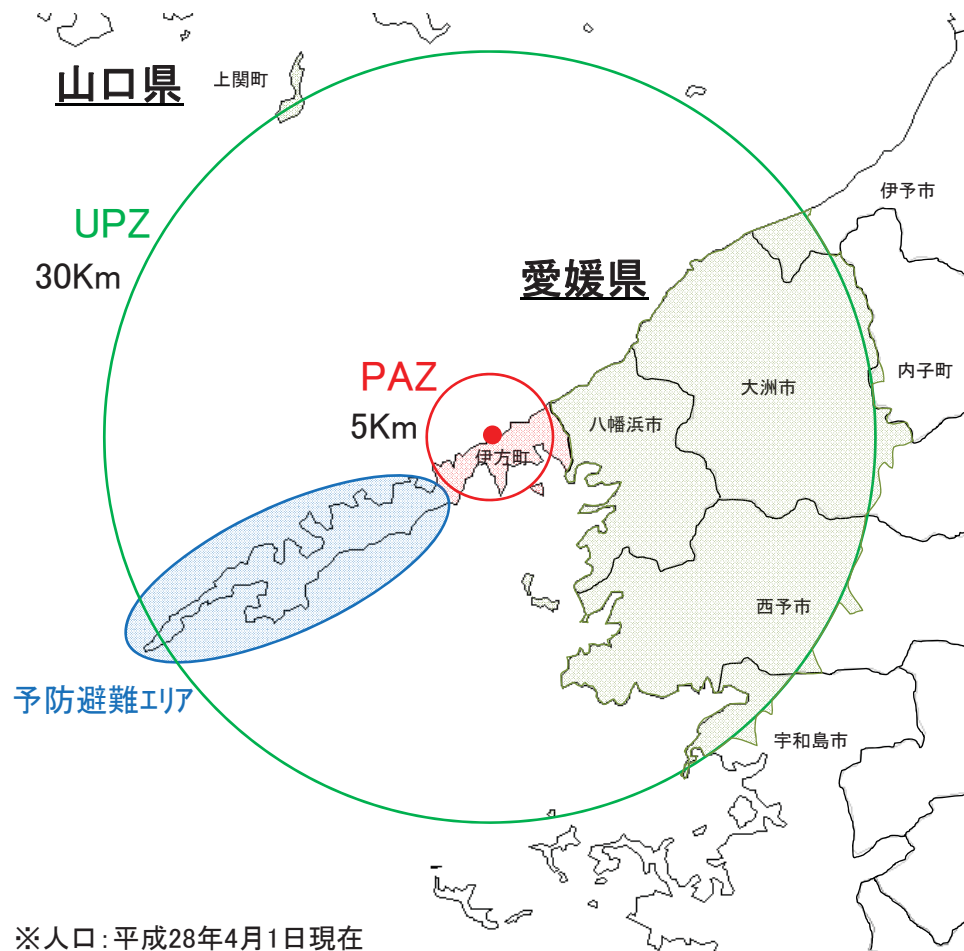 山口県
上関町
伊予市
UPZ
30Km
愛媛県
PAZ
5Km
内子町
大洲市
八幡浜市
伊方町
西予市
予防避難エリア
宇和島市
※人口:平成28年4月1日現在